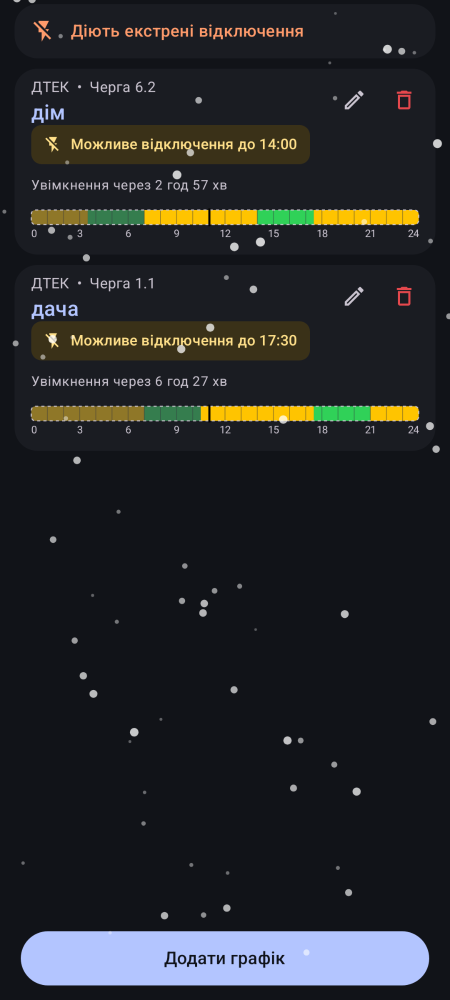 Діють екстрені відключення
ДТЕК • Черга 6.2
дім
Можливе відключення до 14:00
Увімкнення через 2 год 57 хв
0 3 6 9 12 15 18 21 24
ДТЕК • Черга 1.1
дача
Можливе відключення до 17:30
Увімкнення через 6 год 27 хв
0 3 6 9 12 15 18 21 24
Додати графік